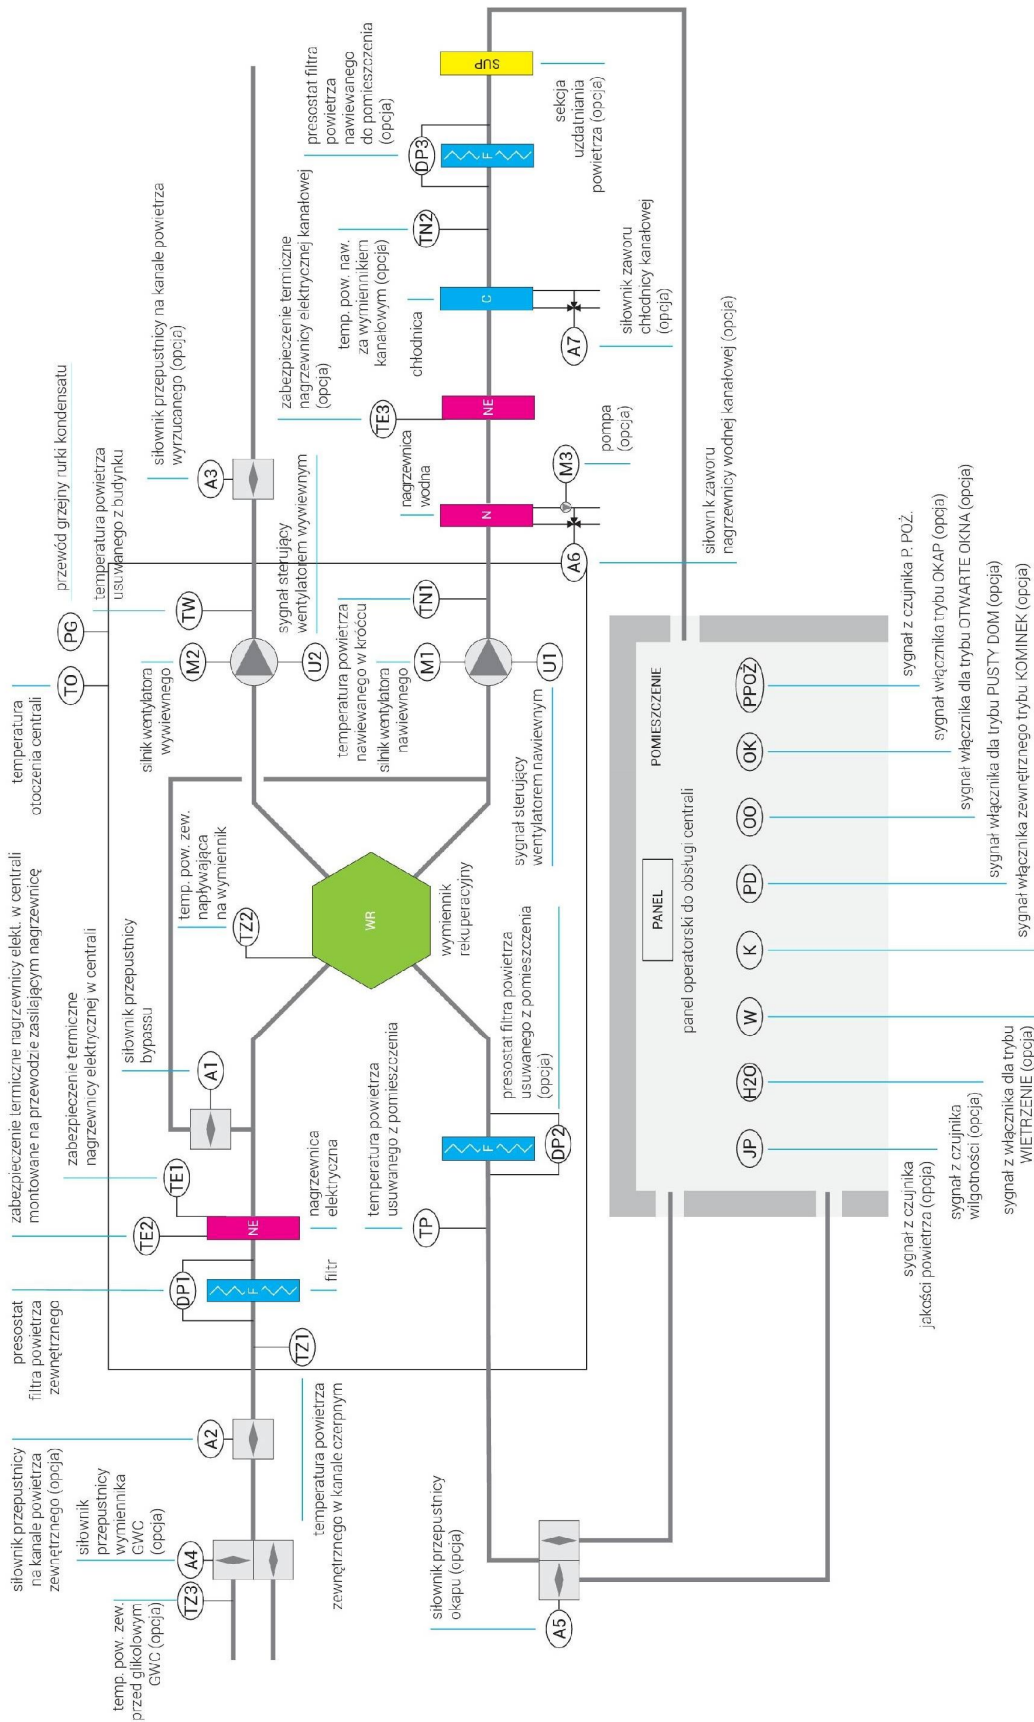 temp. pow. zew.
przed glikolowym
GWC (opcja)
siłownik przepustnicy
na kanale powietrza
zewnętrznego (opcja)
siłownik
przepustnicy
wymiennika
GWC
(opcja)
presostat
filtra powietrza
zewnętrznego
zabezpieczenie termiczne nagrzewnicy elekt. w centrali
montowane na przewodzie zasilającym nagrzewnicę
zabezpieczenie termiczne
nagrzewnicy elektrycznej w centrali
siłownik przepustnicy
bypassu
temp. pow. zew.
napływająca
na wymiennik
temperatura
otoczenia centrali
przewód grzejny rurki kondensatu
temperatura powietrza
usuwanego z budynku
siłownik przepustnicy na kanale powietrza
wyrzucanego (opcja)
TO
PG
TZ3
A4
A2
DP1
TE2
TE1
A1
TZ2
M2
TW
A3
silnik wentylatora
wywiewnego
F
NE
TZ1
U2
sygnał sterujący
wentylatorem wywiewnym
temperatura powietrza
zewnętrznego w kanale czerpnym
filtr
nagrzewnica
elektryczna
WR
wymiennik
rekuperacyjny
temperatura powietrza
nawiewanego w króćcu
silnik wentylatora
nawiewnego
M1
TN1
U1
sygnał sterujący
wentylatorem nawiewnym
nagrzewnica
wodna
zabezpieczenie termiczne
nagrzewnicy elektrycznej kanałowej
(opcja)
TE3
chłodnica
temp. pow. naw.
za wymiennikiem
kanałowym (opcja)
TN2
presostat filtra
powietrza
nawiewanego
do pomieszczenia
(opcja)
DP3
N
NE
C
F
SUP
A6
M3
pompa
(opcja)
A7
siłownik zaworu
chłodnicy kanałowej
(opcja)
sekcja
uzdatniania
powietrza (opcja)
siłown k zaworu
nagrzewnicy wodnej kanałowej (opcja)
siłownik przepustnicy
okapu (opcja)
A5
temperatura powietrza
usuwanego z pomieszczenia
TP
F
DP2
presostat filtra powietrza
usuwanego z pomieszczenia
(opcja)
POMIESZCZENIE
PANEL
panel operatorski do obsługi centrali
JP
H2O
W
K
PD
OO
OK
PPOŻ
sygnał z czujnika P. POŻ.
sygnał włącznika trybu OKAP (opcja)
sygnał włącznika dla trybu OTWARTE OKNA (opcja)
sygnał włącznika dla trybu PUSTY DOM (opcja)
sygnał włącznika zewnętrznego trybu KOMINEK (opcja)
sygnał z czujnika
jakości powietrza (opcja)
sygnał z czujnika
wilgotności (opcja)
sygnał z włącznika dla trybu
WIETRZENIE (opcja)